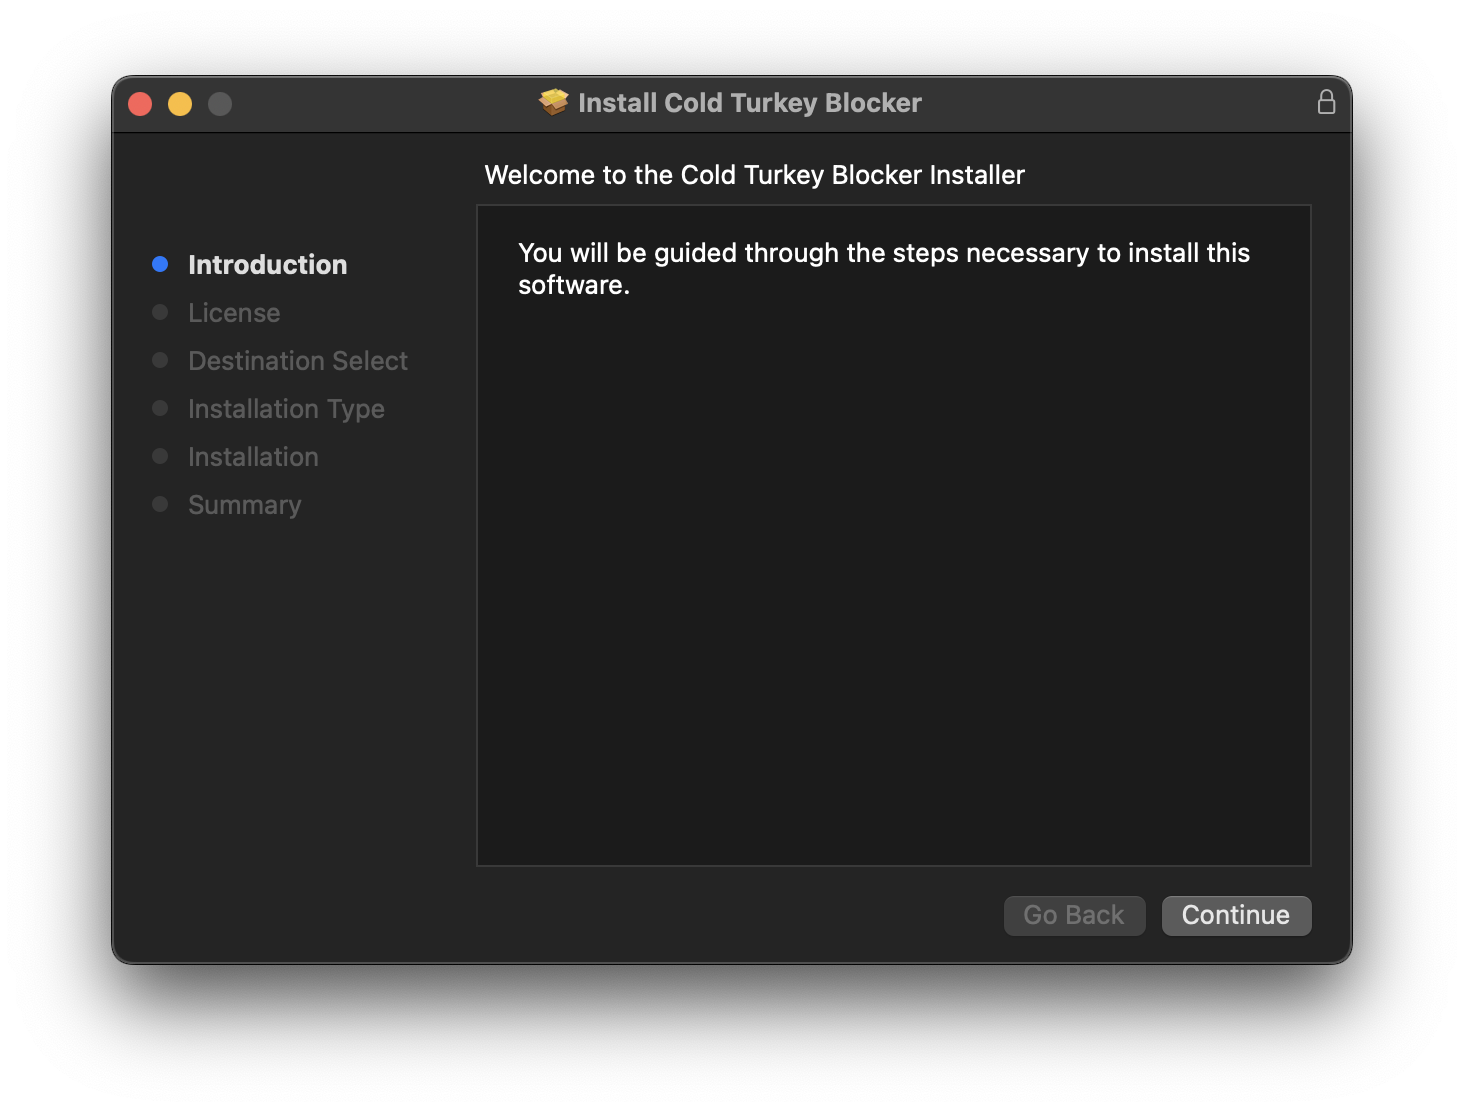 Install Cold Turkey Blocker
Welcome to the Cold Turkey Blocker Installer
Introduction
License
Destination Select
Installation Type
Installation
Summary
You will be guided through the steps necessary to install this
software.
Go Back
Continue